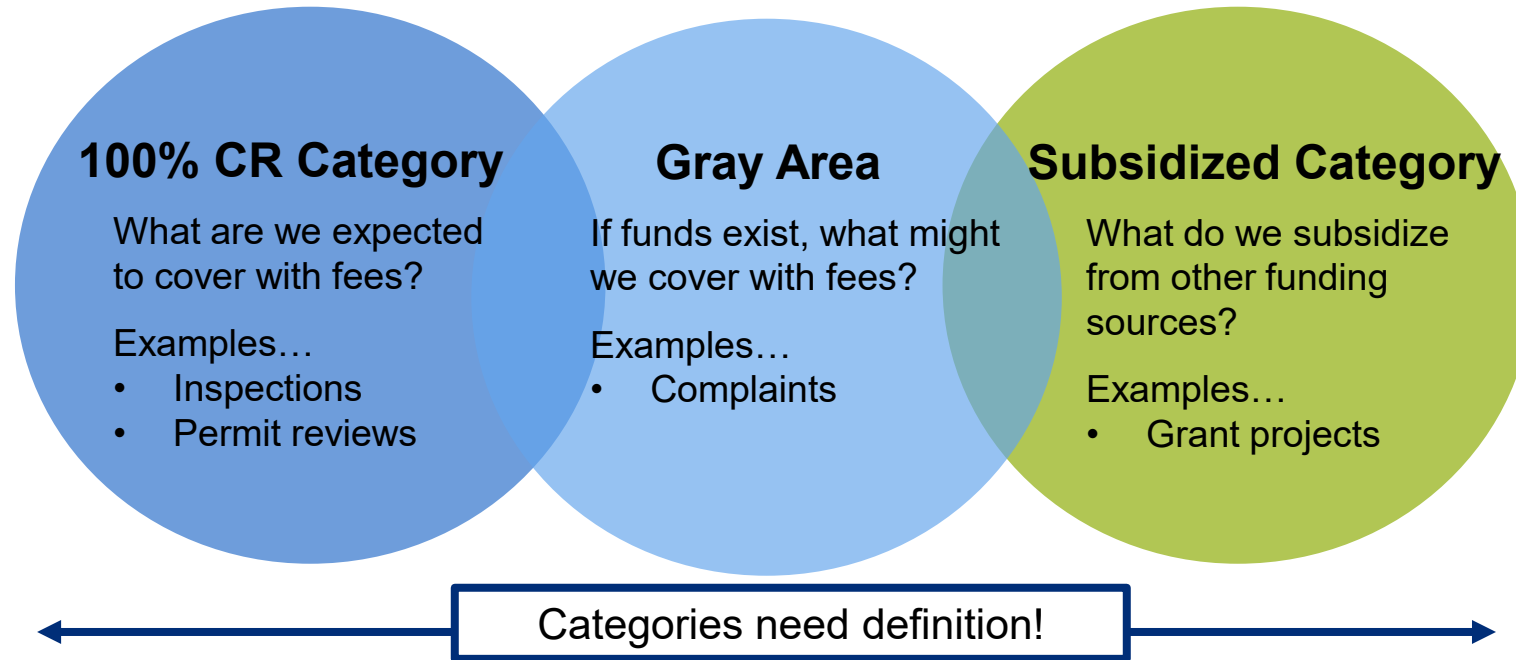 100% CR Category
What are we expected
to cover with fees?
Examples…
• Inspections
• Permit reviews
Gray Area
If funds exist, what might
we cover with fees?
Examples…
• Complaints
Subsidized Category
What do we subsidize
from other funding
sources?
Examples…
• Grant projects
Categories need definition!